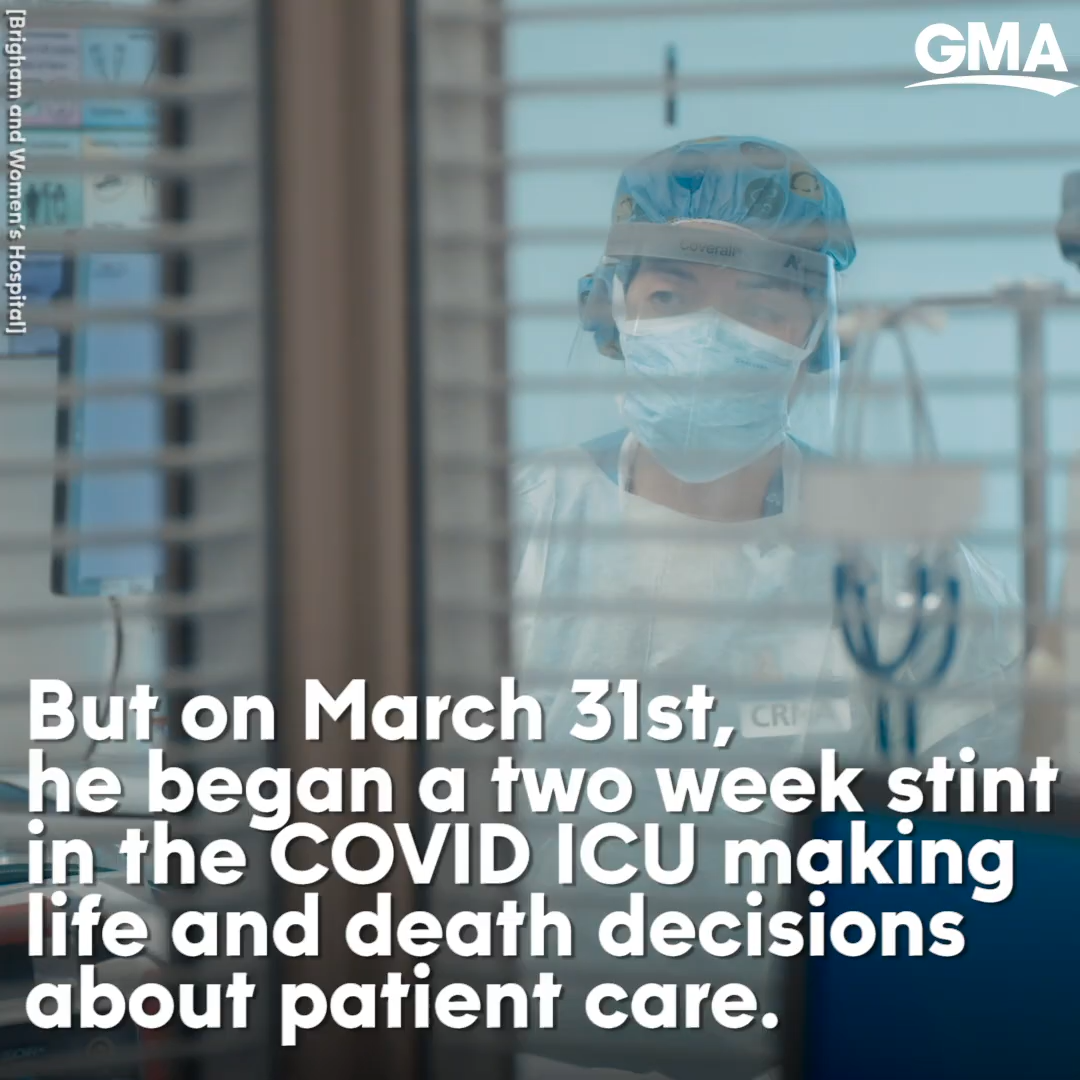 [Brigham and Women's Hospital]
GMA
Coverall
But on March 31st,
he began a two week stint
in the COVID ICU making
life and death decisions
about patient care.